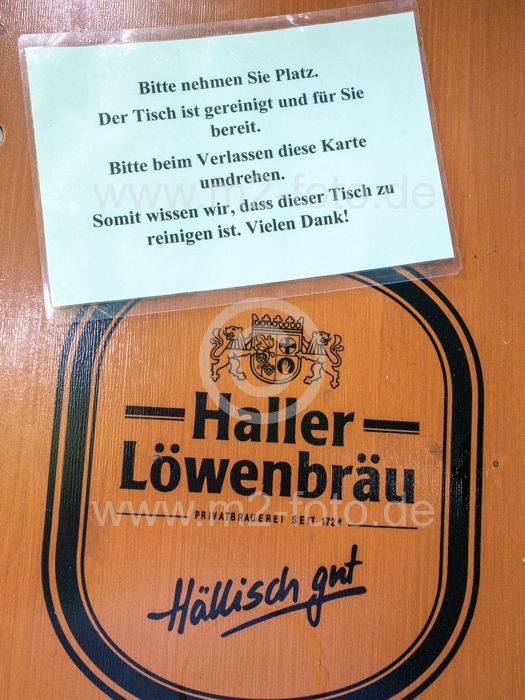 Bitte nehmen Sie Platz.
Der Tisch ist gereinigt und für Sie
bereit.
Bitte beim Verlassen diese Karte
umdrehen.
www.m2-foto.de
Somit wissen wir, dass dieser Tisch zu
reinigen ist. Vielen Dank!
©
Haller
Löwenbräu
www.m2-foto.de
PRIVATBRAUEREI SEIT 1724
Hällisch gut